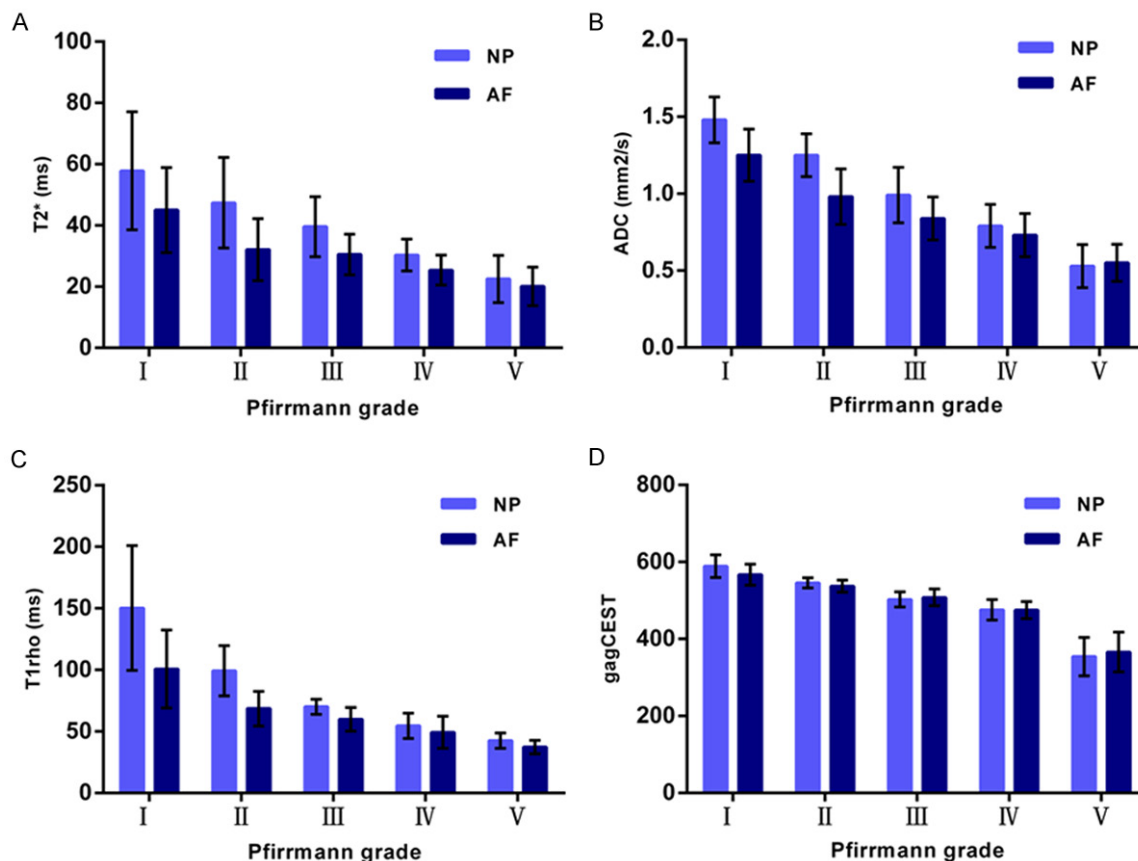 A
100
80
60
40
20
0
T2* (ms)
NP
AF
I II III IV V
Pfirrmann grade
B
2.0
1.5
1.0
0.5
0.0
ADC (mm2/s)
NP
AF
I II III IV V
Pfirrmann grade
C
250
200
150
100
50
0
T1rho (ms)
NP
AF
I II III IV V
Pfirrmann grade
D
800
600
400
200
0
gagCEST
NP
AF
I II III IV V
Pfirrmann grade